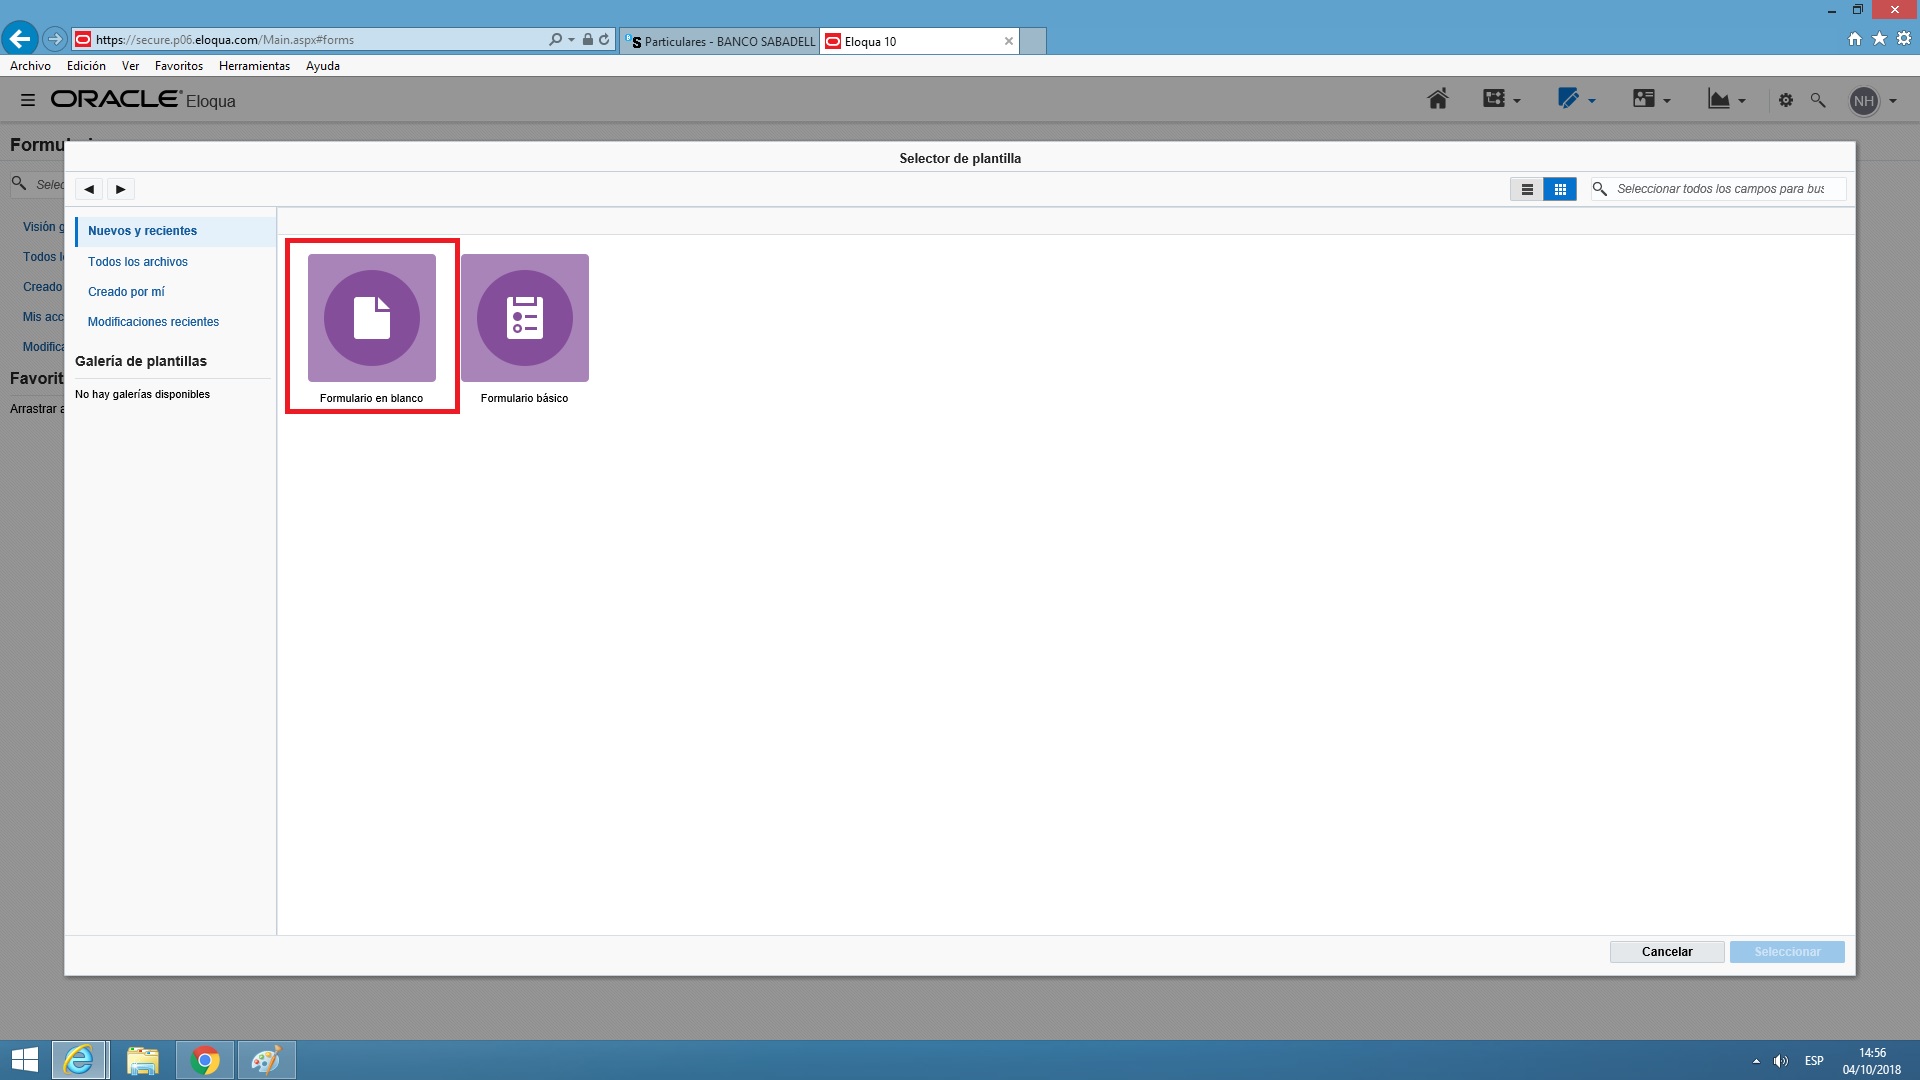 https://secure.p06.eloqua.com/Main.aspx#forms
Particulares - BANCO SABADELL
Eloqua 10
Archivo Edición Ver Favoritos Herramientas Ayuda
ORACLE Eloqua
NH
Formu
Selector de plantilla
Selec
Seleccionar todos los campos para bus
Visión g
Todos l
Creado
Mis acc
Modifica
Favorit
Arrastrar a
Nuevos y recientes
Todos los archivos
Creado por mí
Modificaciones recientes
Galería de plantillas
No hay galerías disponibles
Formulario en blanco
Formulario básico
Cancelar
Seleccionar
ESP
14:56
04/10/2018